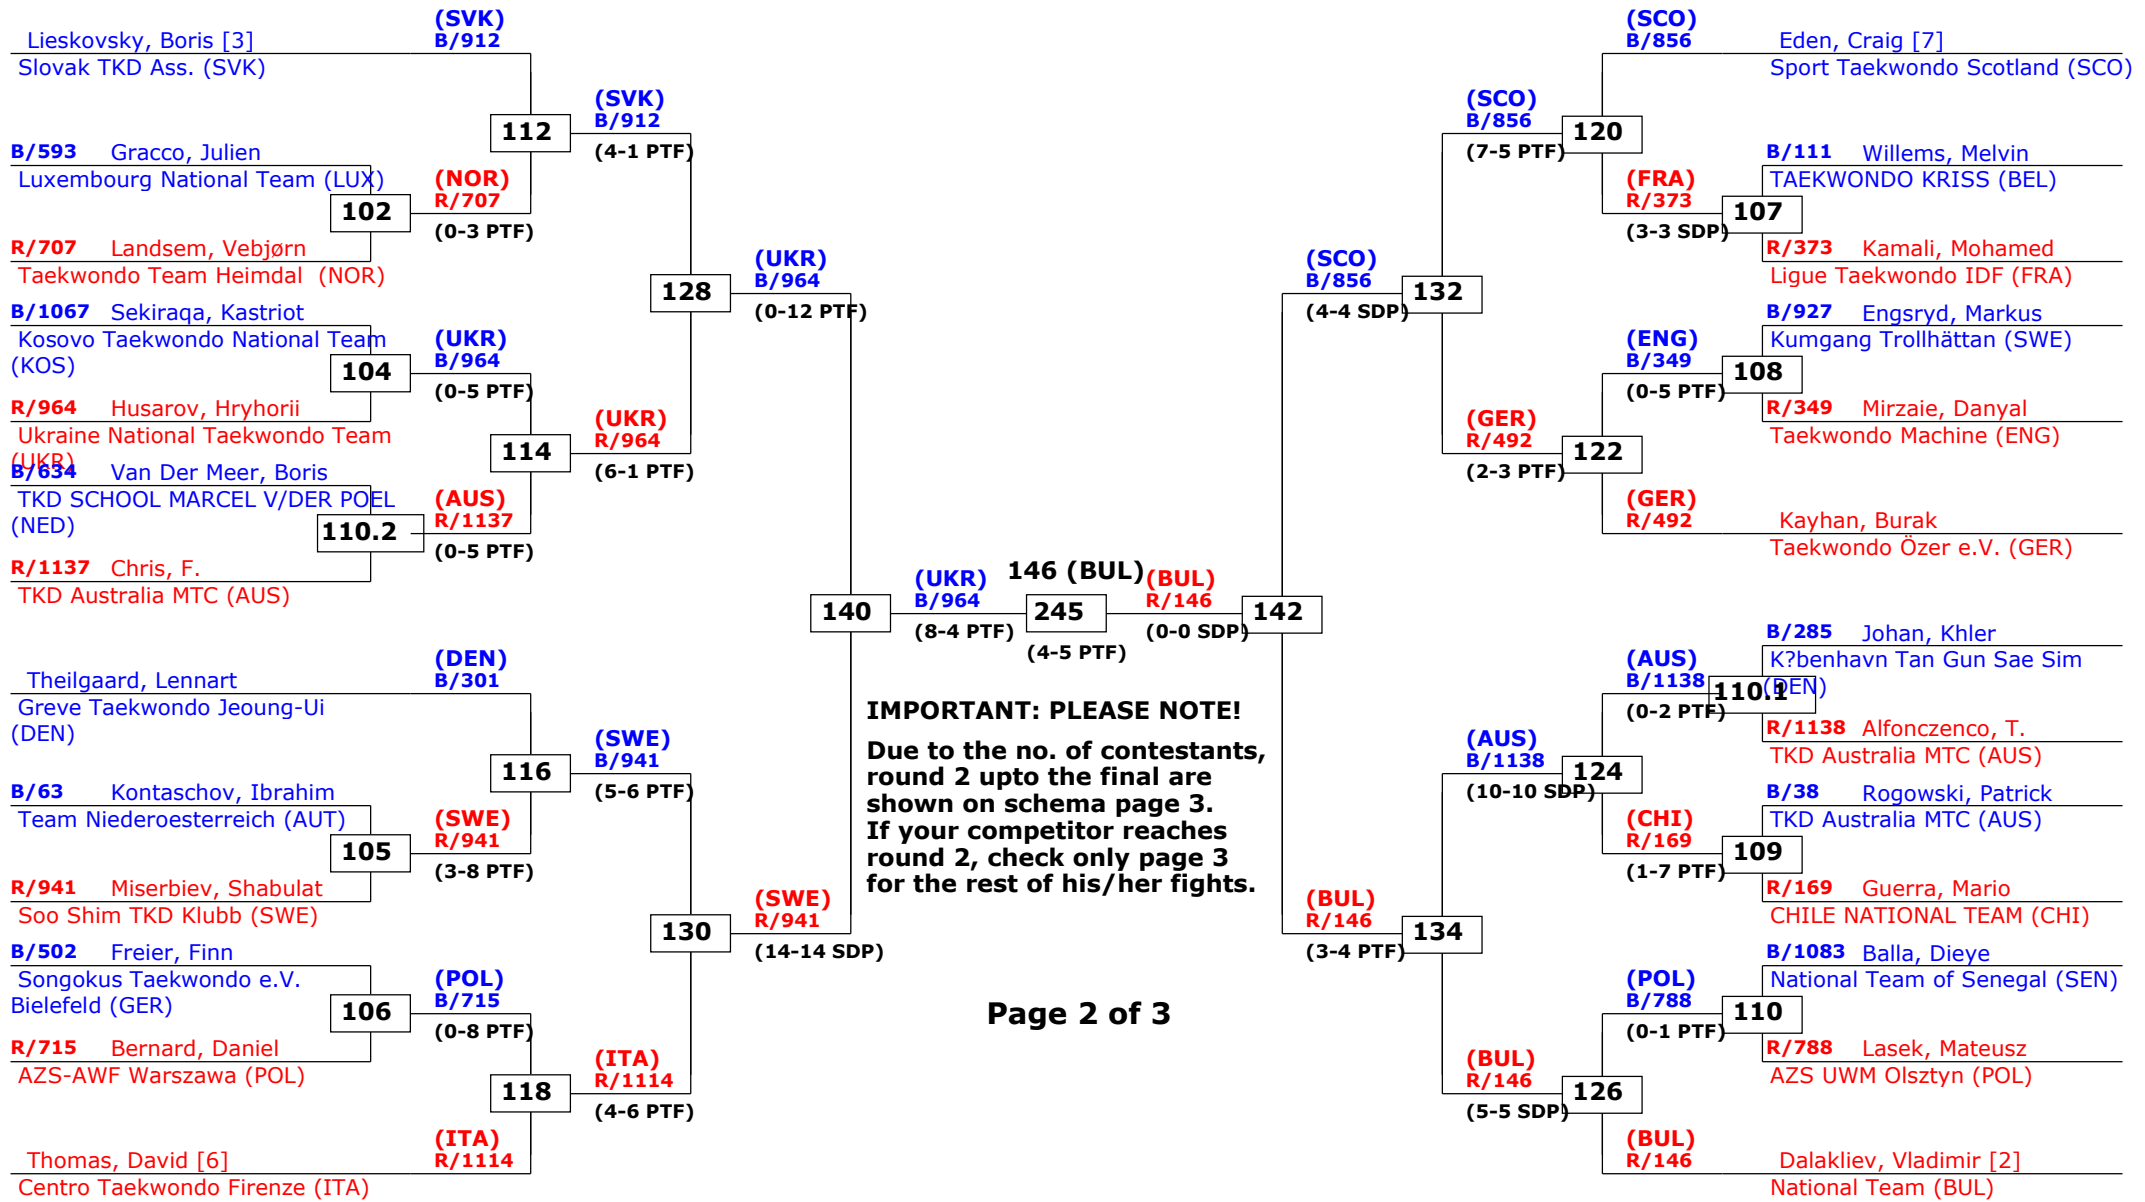 (SVK)
Lieskovsky, Boris [3]
B/912
Slovak TKD Ass. (SVK)
(SVK)
B/912
112
(4-1 PTF)
B/593 Gracco, Julien
Luxembourg National Team (LUX)
(NOR)
R/707
102
(0-3 PTF)
R/707 Landsem, Vebjørn
Taekwondo Team Heimdal (NOR)
(UKR)
B/964
128
(0-12 PTF)
B/1067 Sekiraqa, Kastriot
Kosovo Taekwondo National Team
(KOS)
(UKR)
B/964
104
(0-5 PTF)
R/964 Husarov, Hryhorii
Ukraine National Taekwondo Team
(UKR)
(UKR)
R/964
114
(6-1 PTF)
B/634 Van Der Meer, Boris
TKD SCHOOL MARCEL V/DER POEL
(NED)
(AUS)
R/1137
110.2
(0-5 PTF)
R/1137 Chris, F.
TKD Australia MTC (AUS)
140
(UKR)
B/964
(8-4 PTF)
146 (BUL)
245
(4-5 PTF)
(BUL)
R/146
(0-0 SDP)
142
(DEN)
Theilgaard, Lennart
B/301
Greve Taekwondo Jeoung-Ui
(DEN)
(SWE)
B/941
116
(5-6 PTF)
B/63 Kontaschov, Ibrahim
Team Niederoesterreich (AUT)
(SWE)
R/941
105
(3-8 PTF)
R/941 Miserbiev, Shabulat
Soo Shim TKD Klubb (SWE)
(SWE)
R/941
130
(14-14 SDP)
B/502 Freier, Finn
Songokus Taekwondo e.V.
Bielefeld (GER)
(POL)
B/715
106
(0-8 PTF)
R/715 Bernard, Daniel
AZS-AWF Warszawa (POL)
(ITA)
R/1114
118
(4-6 PTF)
(ITA)
R/1114
Thomas, David [6]
Centro Taekwondo Firenze (ITA)
IMPORTANT: PLEASE NOTE!
Due to the no. of contestants,
round 2 upto the final are
shown on schema page 3.
If your competitor reaches
round 2, check only page 3
for the rest of his/her fights.
Page 2 of 3
(SCO)
B/856
Eden, Craig [7]
Sport Taekwondo Scotland (SCO)
(SCO)
B/856
120
(7-5 PTF)
B/111 Willems, Melvin
TAEKWONDO KRISS (BEL)
(FRA)
R/373
107
(3-3 SDP)
R/373 Kamali, Mohamed
Ligue Taekwondo IDF (FRA)
(SCO)
B/856
132
(4-4 SDP)
B/927 Engsryd, Markus
Kumgang Trollhättan (SWE)
(ENG)
B/349
108
(0-5 PTF)
R/349 Mirzaie, Danyal
Taekwondo Machine (ENG)
(GER)
R/492
122
(2-3 PTF)
(GER)
R/492
Kayhan, Burak
Taekwondo Özer e.V. (GER)
B/285 Johan, Khler
K?benhavn Tan Gun Sae Sim
(DEN)
(AUS)
B/1138
110.1
(0-2 PTF)
R/1138 Alfonczenco, T.
TKD Australia MTC (AUS)
(AUS)
B/1138
124
(10-10 SDP)
B/38 Rogowski, Patrick
TKD Australia MTC (AUS)
(CHI)
R/169
109
(1-7 PTF)
R/169 Guerra, Mario
CHILE NATIONAL TEAM (CHI)
(BUL)
R/146
134
(3-4 PTF)
B/1083 Balla, Dieye
National Team of Senegal (SEN)
(POL)
B/788
110
(0-1 PTF)
R/788 Lasek, Mateusz
AZS UWM Olsztyn (POL)
(BUL)
R/146
126
(5-5 SDP)
(BUL)
R/146
Dalakliev, Vladimir [2]
National Team (BUL)